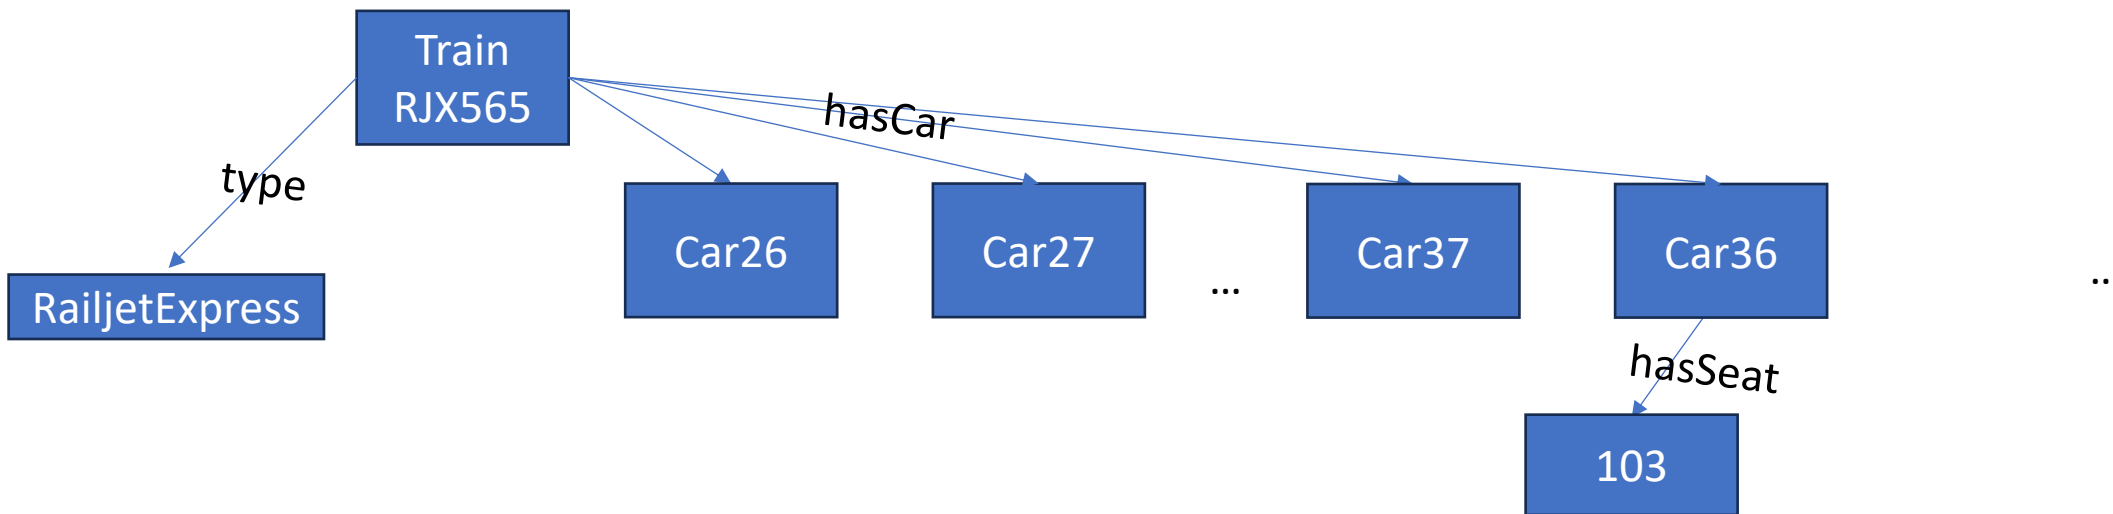 Train
RJX565
hasCar
type
Car26
Car27
...
Car37
Car36
..
RailjetExpress
hasSeat
103